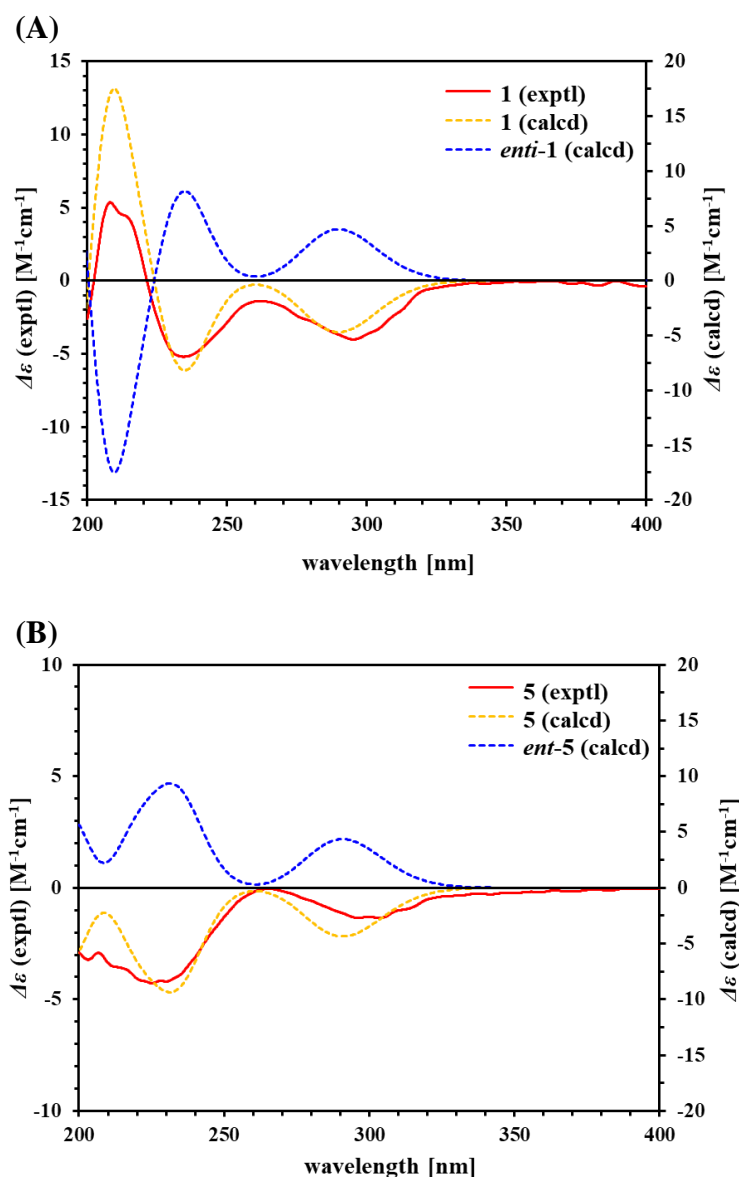 (A)
15
10
5
0
-5
-10
-15
20
15
10
5
0
-5
-10
-15
-20
1 (exptl)
1 (calcd)
enti-1 (calcd)
Δε (exptl) [M⁻¹cm⁻¹]
Δε (calcd) [M⁻¹cm⁻¹]
200 250 300 350 400
wavelength [nm]
(B)
10
5
0
-5
-10
20
15
10
5
0
-5
-10
-15
-20
5 (exptl)
5 (calcd)
ent-5 (calcd)
Δε (exptl) [M⁻¹cm⁻¹]
Δε (calcd) [M⁻¹cm⁻¹]
200 250 300 350 400
wavelength [nm]